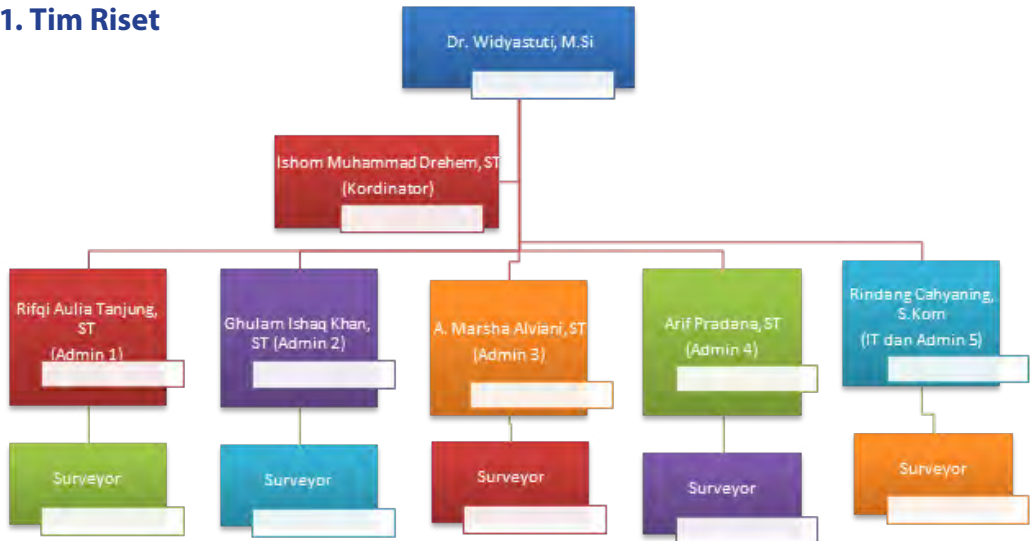 1. Tim Riset
Dr. Widyastuti, M.Si
Ishom Muhammad Drehem, ST
(Kordinator)
Rifqi Aulia Tanjung,
ST
(Admin 1)
Ghulam Ishaq Khan,
ST (Admin 2)
A. Marsha Alviani, ST
(Admin 3)
Arif Pradana, ST
(Admin 4)
Rindang Cahyaning,
S.Kom
(IT dan Admin 5)
Surveyor
Surveyor
Surveyor
Surveyor
Surveyor